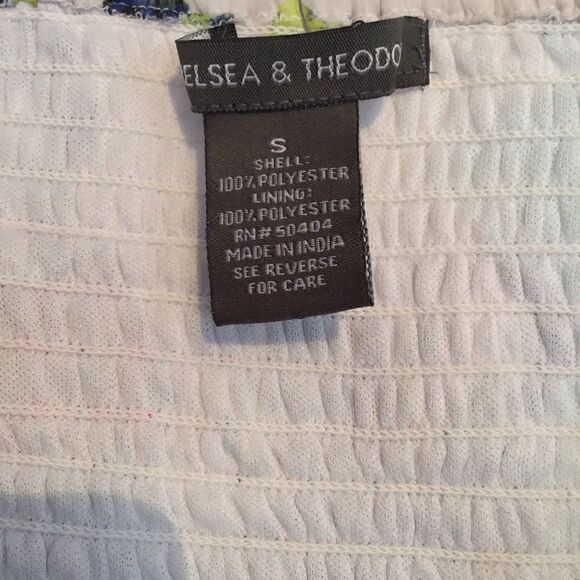 ELSEA & THEODO
S
SHELL:
100% POLYESTER
LINING:
100% POLYESTER
RN# 50404
MADE IN INDIA
SEE REVERSE
FOR CARE